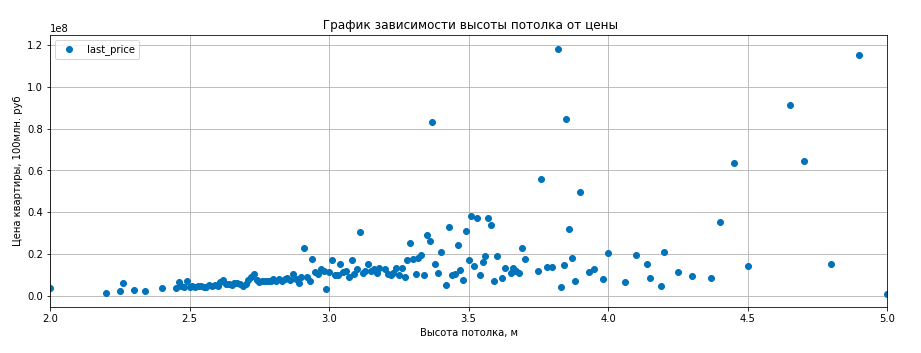 График зависимости высоты потолка от цены
1e8
last_price
1.2
1.0
0.8
0.6
0.4
0.2
0.0
Цена квартиры, 100млн. руб
2.0 2.5 3.0 3.5 4.0 4.5 5.0
Высота потолка, м